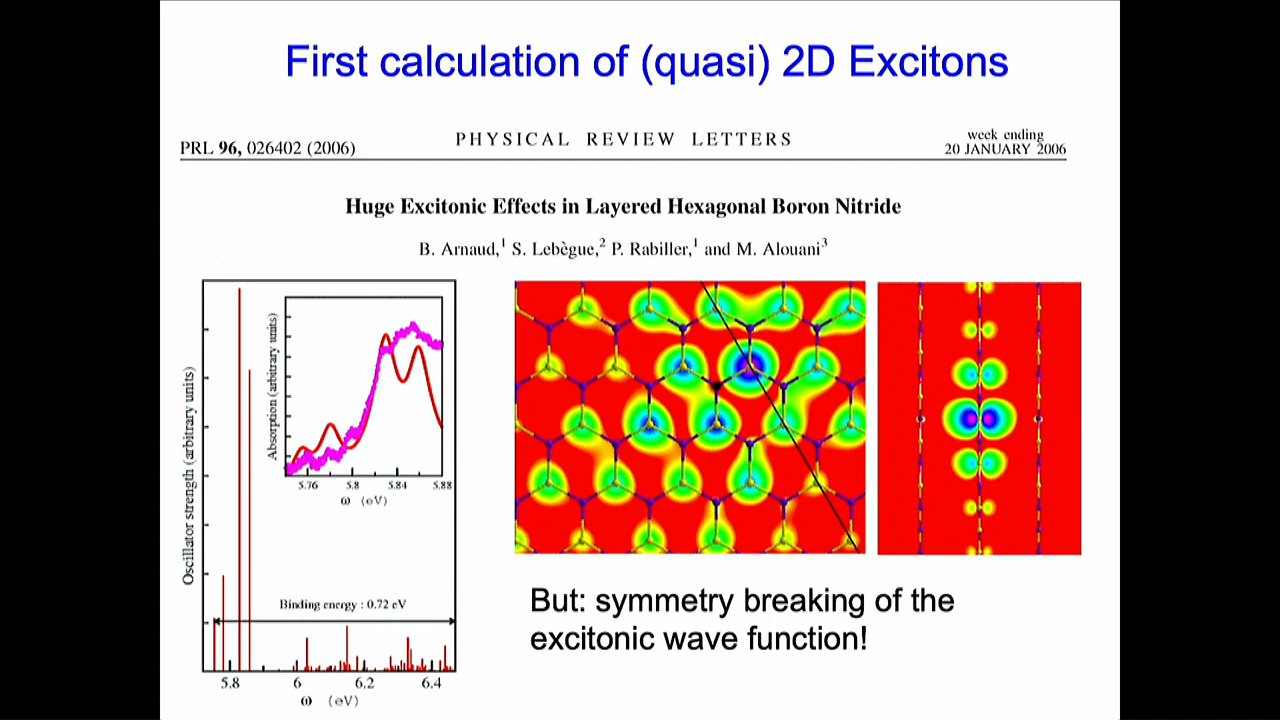 First calculation of (quasi) 2D Excitons
PRL 96, 026402 (2006)
PHYSICAL REVIEW LETTERS
week ending
20 JANUARY 2006
Huge Excitonic Effects in Layered Hexagonal Boron Nitride
B. Arnaud,¹ S. Lebègue,² P. Rabiller,¹ and M. Alouani³
Oscillator strength (arbitrary units)
Absorption (arbitrary units)
5.76 5.8 5.84 5.88
ω (eV)
Binding energy : 0.72 eV
5.8 6 6.2 6.4
ω (eV)
But: symmetry breaking of the
excitonic wave function!